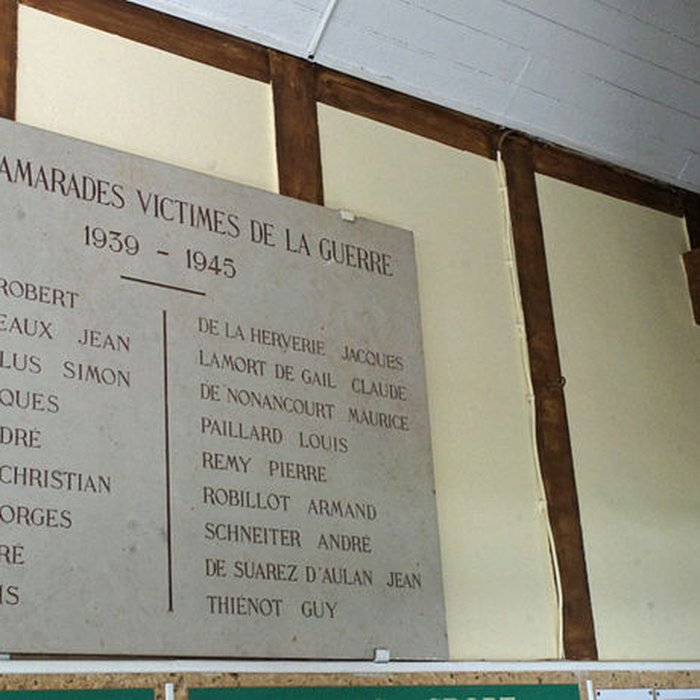 AMARADES VICTIMES DE LA GUERRE
1939 - 1945
ROBERT
EAUX JEAN
LUS SIMON
QUES
DRÉ
CHRISTIAN
ORGES
RÉ
IS
DE LA HERVERIE JACQUES
LAMORT DE GAIL CLAUDE
DE NONANCOURT MAURICE
PAILLARD LOUIS
REMY PIERRE
ROBILLOT ARMAND
SCHNEITER ANDRÉ
DE SUAREZ D'AULAN JEAN
THIÉNOT GUY